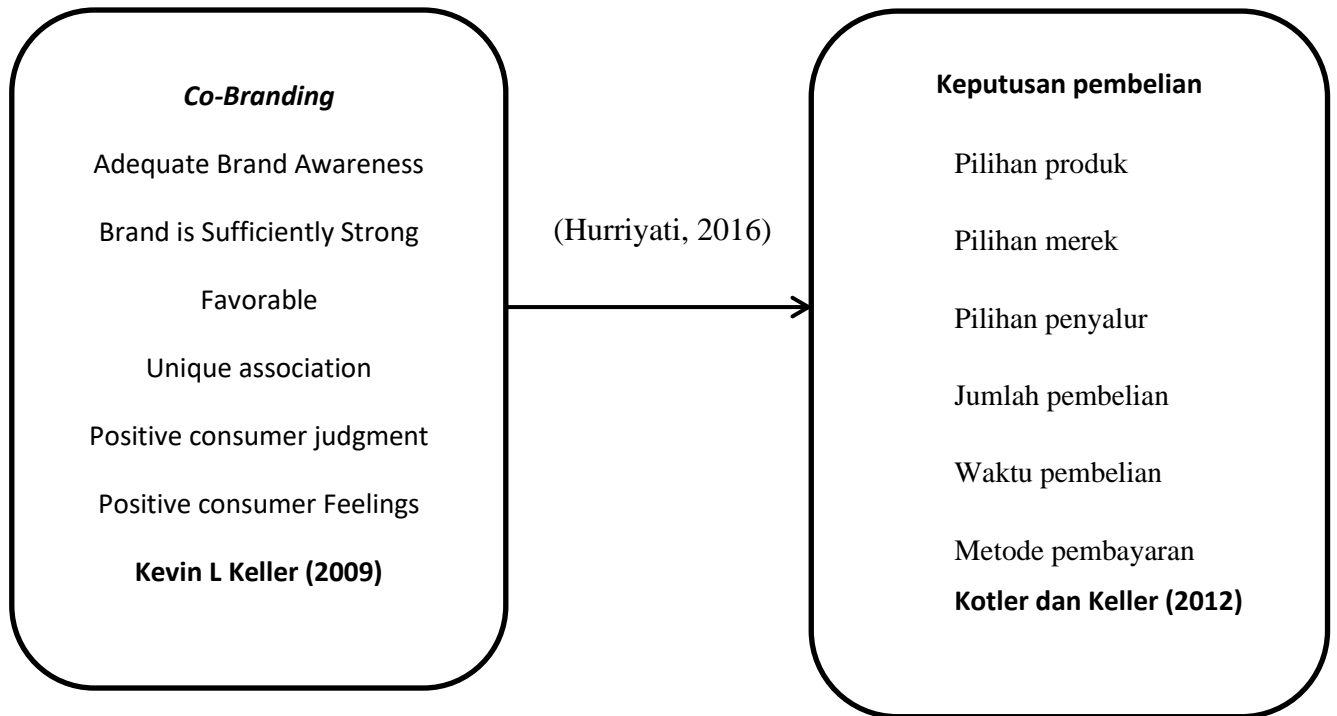 Co-Branding
Adequate Brand Awareness
Brand is Sufficiently Strong
Favorable
Unique association
Positive consumer judgment
Positive consumer Feelings
Kevin L Keller (2009)
(Hurriyati, 2016)
Keputusan pembelian
Pilihan produk
Pilihan merek
Pilihan penyalur
Jumlah pembelian
Waktu pembelian
Metode pembayaran
Kotler dan Keller (2012)